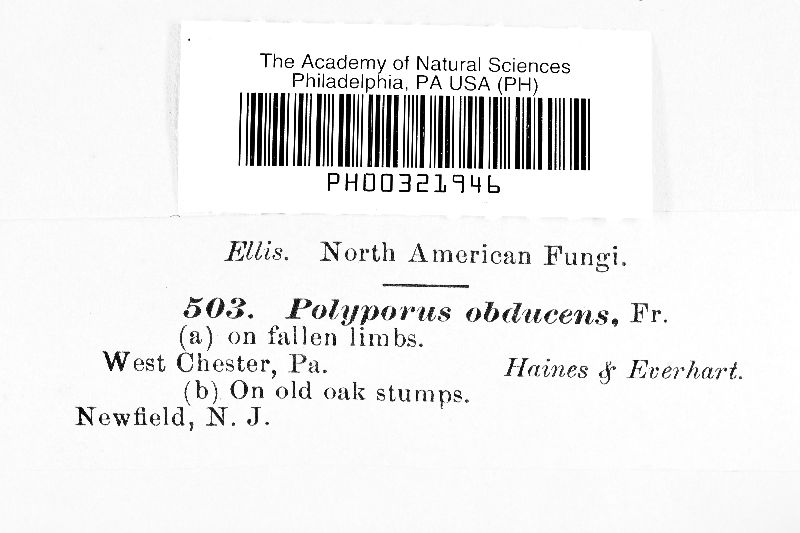 The Academy of Natural Sciences
Philadelphia, PA USA (PH)
PH00321946
Ellis. North American Fungi.
503. Polyporus obducens, Fr.
(a) on fallen limbs.
West Chester, Pa. Haines & Everhart.
(b) On old oak stumps.
Newfield, N. J.